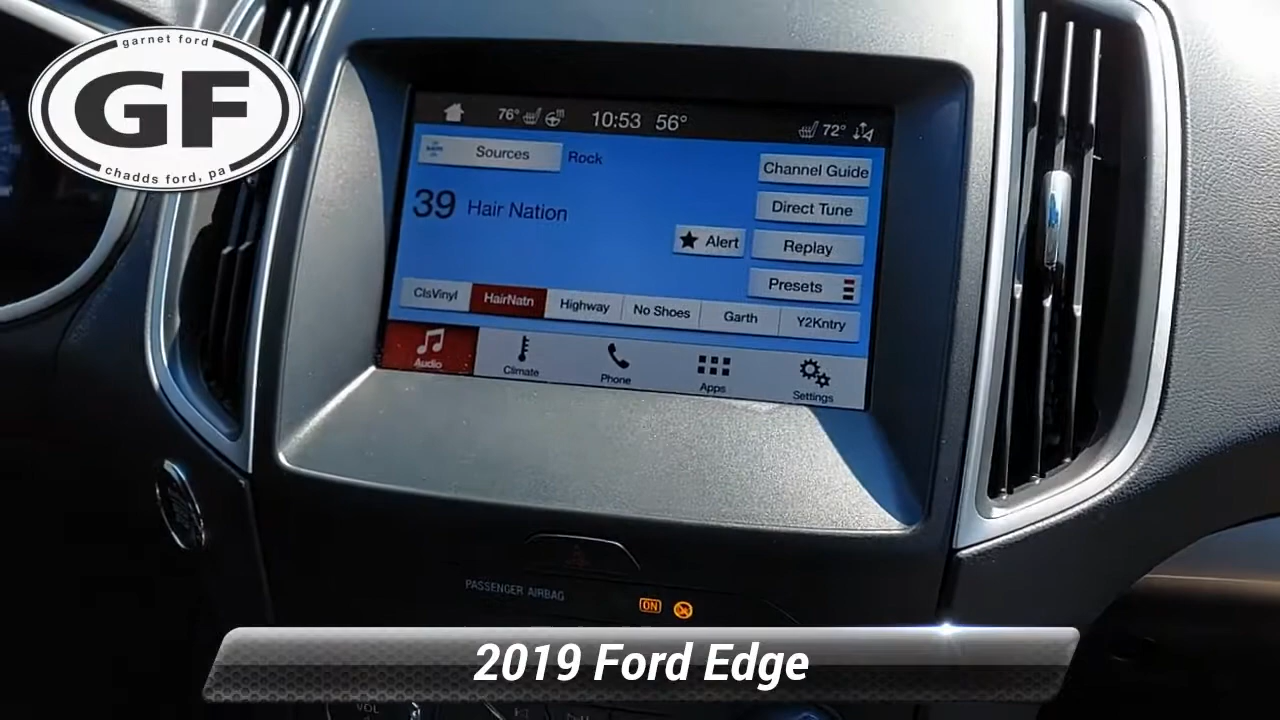 garnet ford
GF
chadds ford, pa
76° 10:53 56° 72°
Sources Rock
Channel Guide
39 Hair Nation
Direct Tune
Alert
Replay
Presets
ClsVinyl HairNatn Highway No Shoes Garth Y2Kntry
Audio Climate Phone Apps Settings
PASSENGER AIRBAG
ON
2019 Ford Edge
VOL